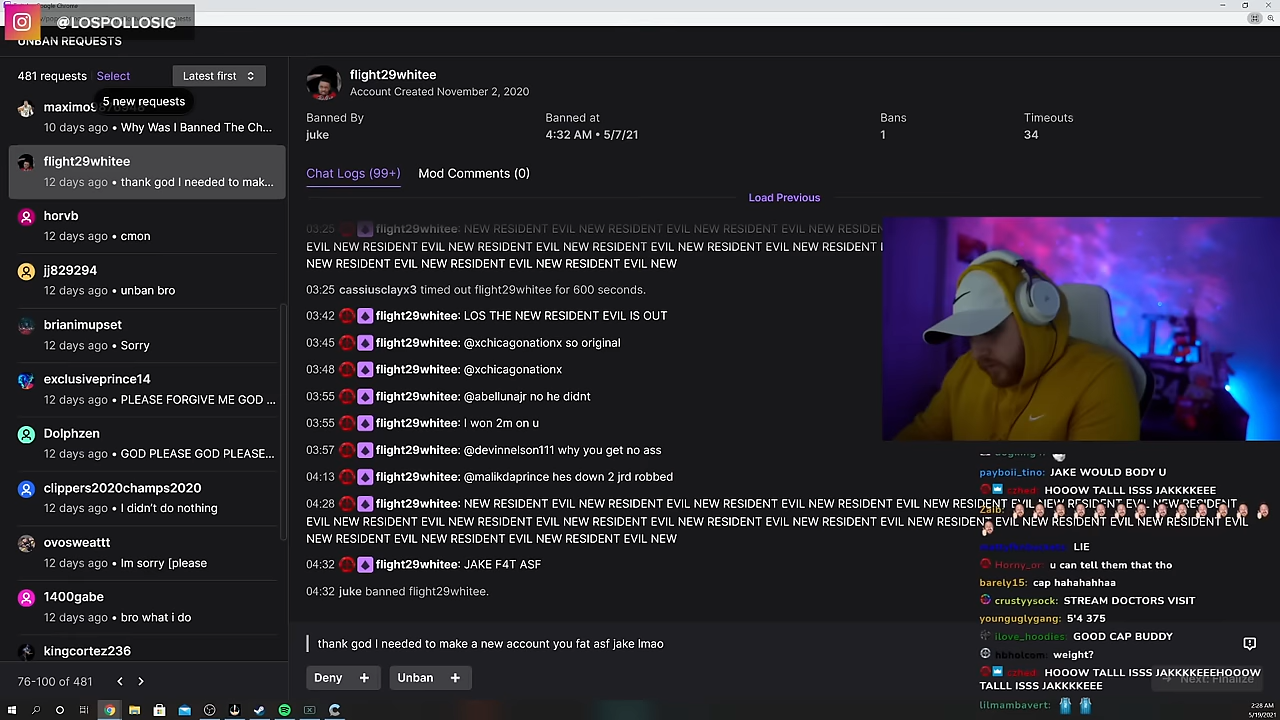 @LOSPOLLOSIG
UNBAN REQUESTS
481 requests Select Latest first
5 new requests
10 days ago • Why Was I Banned The Ch...
flight29whitee
12 days ago • thank god I needed to mak...
horvb
12 days ago • cmon
jj829294
12 days ago • unban bro
brianimupset
12 days ago • Sorry
exclusiveprince14
12 days ago • PLEASE FORGIVE ME GOD ...
Dolphzen
12 days ago • GOD PLEASE GOD PLEASE...
clippers2020champs2020
12 days ago • I didn't do nothing
ovosweattt
12 days ago • Im sorry [please
1400gabe
12 days ago • bro what i do
kingcortez236
76-100 of 481
flight29whitee
Account Created November 2, 2020
Banned By Banned at Bans Timeouts
juke 4:32 AM • 5/7/21 1 34
Chat Logs (99+) Mod Comments (0)
Load Previous
03:25 flight29whitee: NEW RESIDENT EVIL NEW RESIDENT EVIL NEW RESIDENT EVIL NEW RESIDEN
EVIL NEW RESIDENT EVIL NEW RESIDENT EVIL NEW RESIDENT EVIL NEW RESIDENT EVIL NEW RESIDENT E
NEW RESIDENT EVIL NEW RESIDENT EVIL NEW RESIDENT EVIL NEW
03:25 cassiusclayx3 timed out flight29whitee for 600 seconds.
03:42 flight29whitee: LOS THE NEW RESIDENT EVIL IS OUT
03:45 flight29whitee: @xchicagonationx so original
03:48 flight29whitee: @xchicagonationx
03:55 flight29whitee: @abellunajr no he didnt
03:55 flight29whitee: I won 2m on u
03:57 flight29whitee: @devinnelson111 why you get no ass
04:13 flight29whitee: @malikdaprince hes down 2 jrd robbed
04:28 flight29whitee: NEW RESIDENT EVIL NEW RESIDENT EVIL NEW RESIDENT EVIL NEW RESIDENT EVIL NEW RESIDENT
EVIL NEW RESIDENT EVIL NEW RESIDENT EVIL NEW RESIDENT EVIL NEW RESIDENT EVIL NEW RESIDENT EVIL NEW RESIDENT EVIL
NEW RESIDENT EVIL NEW RESIDENT EVIL NEW RESIDENT EVIL NEW
04:32 flight29whitee: JAKE F4T ASF
04:32 juke banned flight29whitee.
thank god I needed to make a new account you fat asf jake lmao
Deny + Unban +
Next: Finalize
payboii_tino: JAKE WOULD BODY U
czhed: HOOOW TALLL ISSS JAKKKKEEE
LIE
Horny_or: u can tell them that tho
barely15: cap hahahahhaa
crustyysock: STREAM DOCTORS VISIT
younguglygang: 5'4 375
ilove_hoodies: GOOD CAP BUDDY
hbholcom: weight?
czhed: HOOOW TALLL ISSS JAKKKKEEEHOOOW
TALLL ISSS JAKKKKEEE
lilmambavert:
2:28 AM
5/19/2021